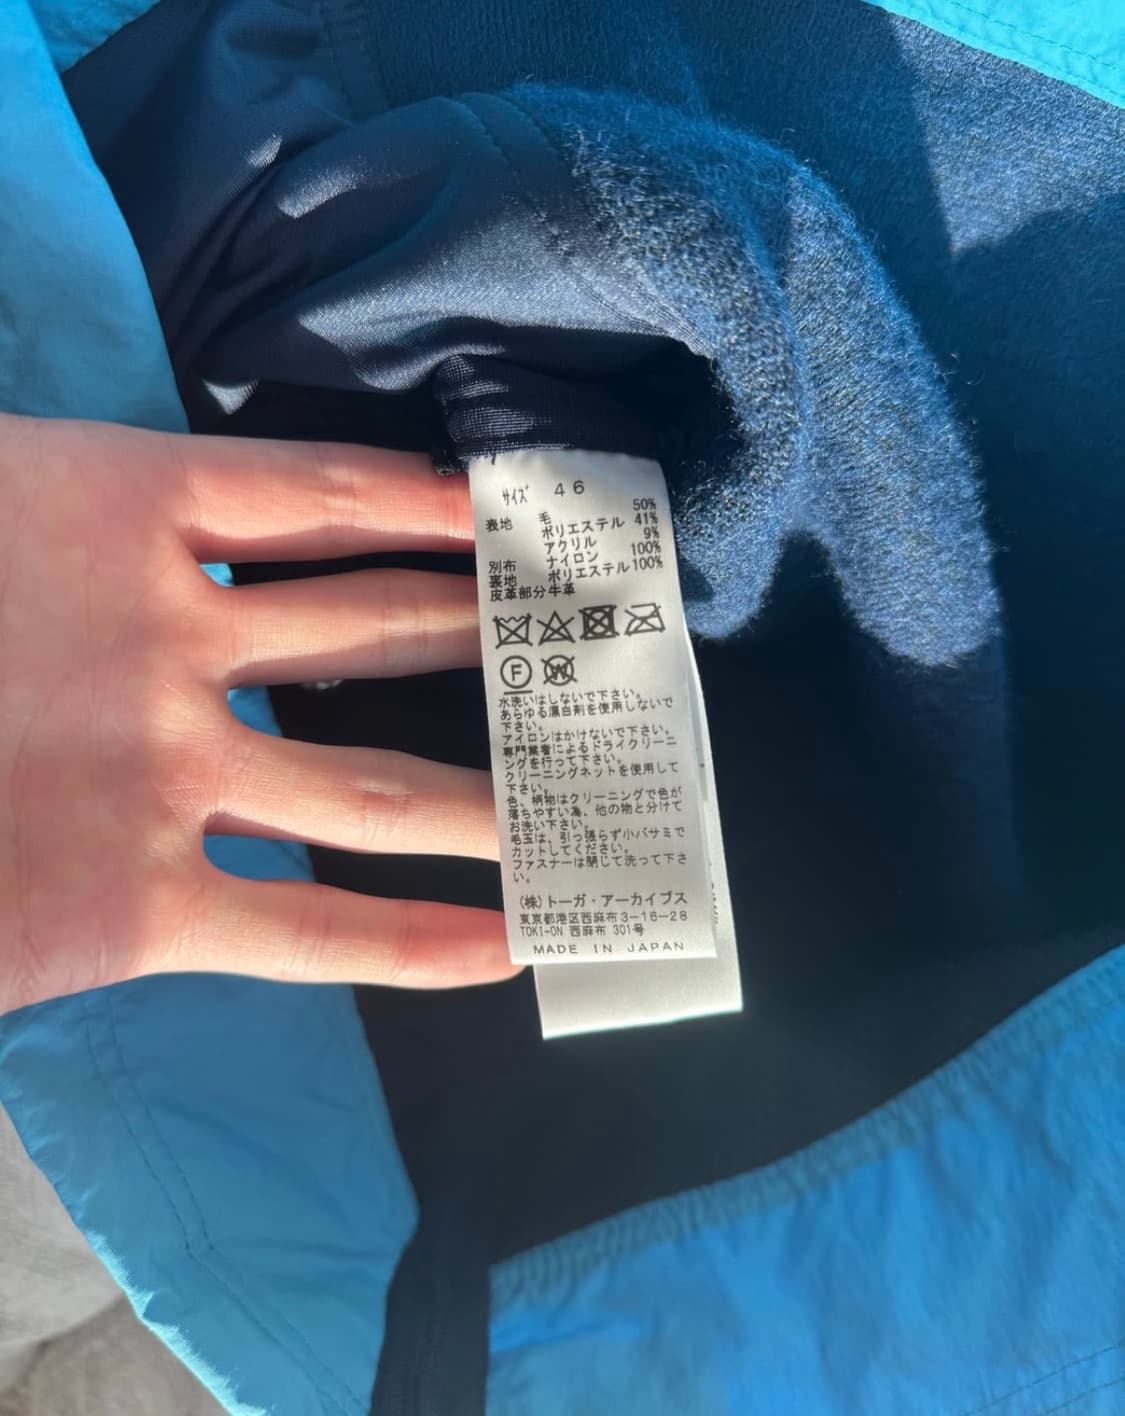 サイズ 46
表地 毛 50%
ポリエステル 41%
アクリル 9%
別布 ナイロン 100%
裏地 ポリエステル 100%
皮革部分牛革
F W
水洗いはしないで下さい。
あらゆる漂白剤を使用しないで
下さい。
アイロンはかけないで下さい。
専門業者によるドライクリーニ
ングを行って下さい。
クリーニングネットを使用して
下さい。
色、柄物はクリーニングで色が
落ちやすい為、他の物と分けて
お洗い下さい。
毛玉は、引っ張らず小バサミで
カットしてください。
ファスナーは閉じて洗って下さ
い。
(株)トーガ・アーカイブス
東京都港区西麻布3-16-28
TOKI-ON 西麻布 301号
MADE IN JAPAN